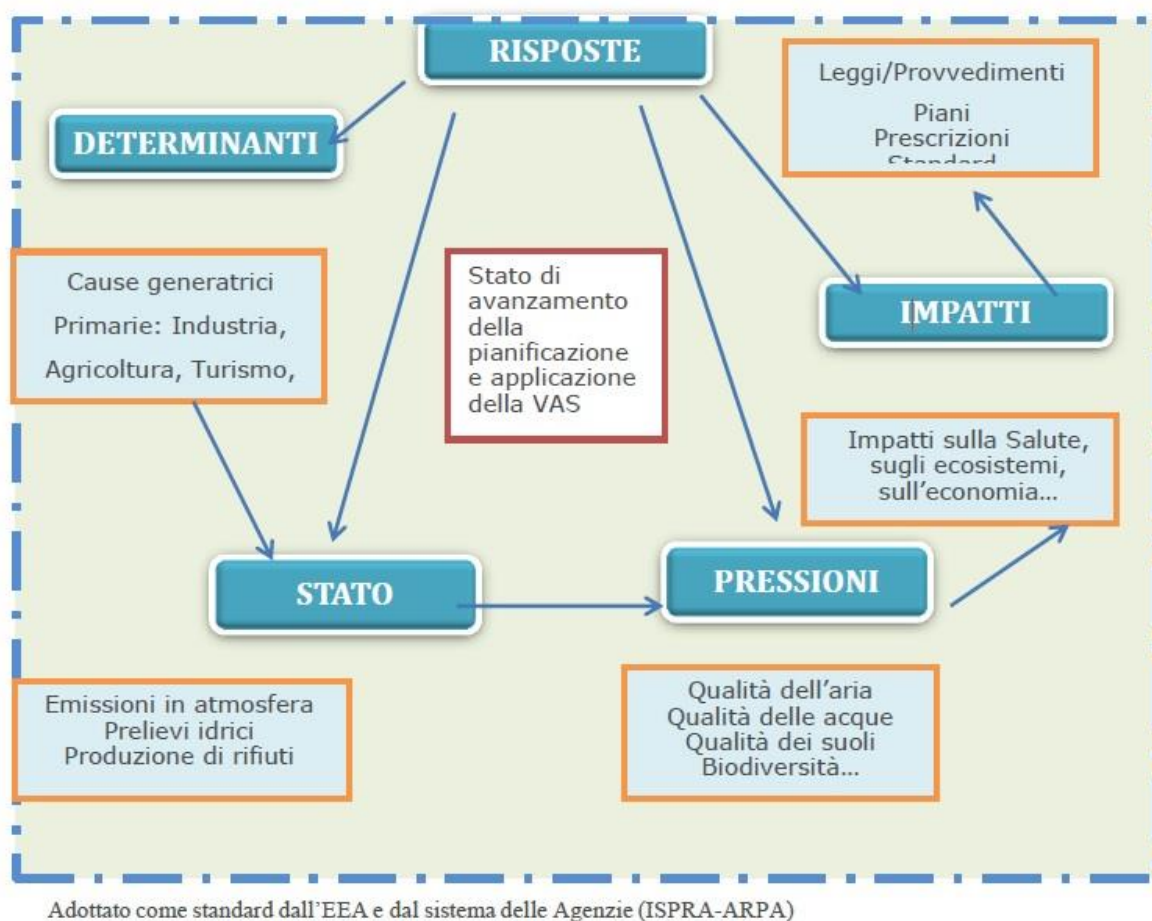 RISPOSTE
Leggi/Provvedimenti
Piani
Prescrizioni
Standard
DETERMINANTI
Cause generatrici
Primarie: Industria,
Agricoltura, Turismo,
Stato di
avanzamento
della
pianificazione
e applicazione
della VAS
IMPATTI
Impatti sulla Salute,
sugli ecosistemi,
sull'economia...
STATO
PRESSIONI
Emissioni in atmosfera
Prelievi idrici
Produzione di rifiuti
Qualità dell'aria
Qualità delle acque
Qualità dei suoli
Biodiversità...
Adottato come standard dall'EEA e dal sistema delle Agenzie (ISPRA-ARPA)